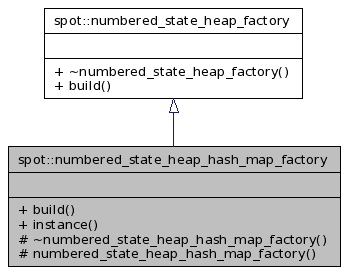 spot::numbered_state_heap_factory
+ ~numbered_state_heap_factory()
+ build()
spot::numbered_state_heap_hash_map_factory
+ build()
+ instance()
# ~numbered_state_heap_hash_map_factory()
# numbered_state_heap_hash_map_factory()